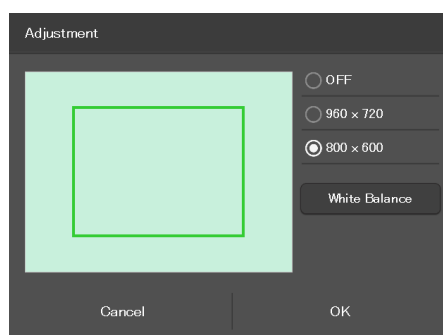 Adjustment
OFF
960 × 720
800 × 600
White Balance
Cancel
OK